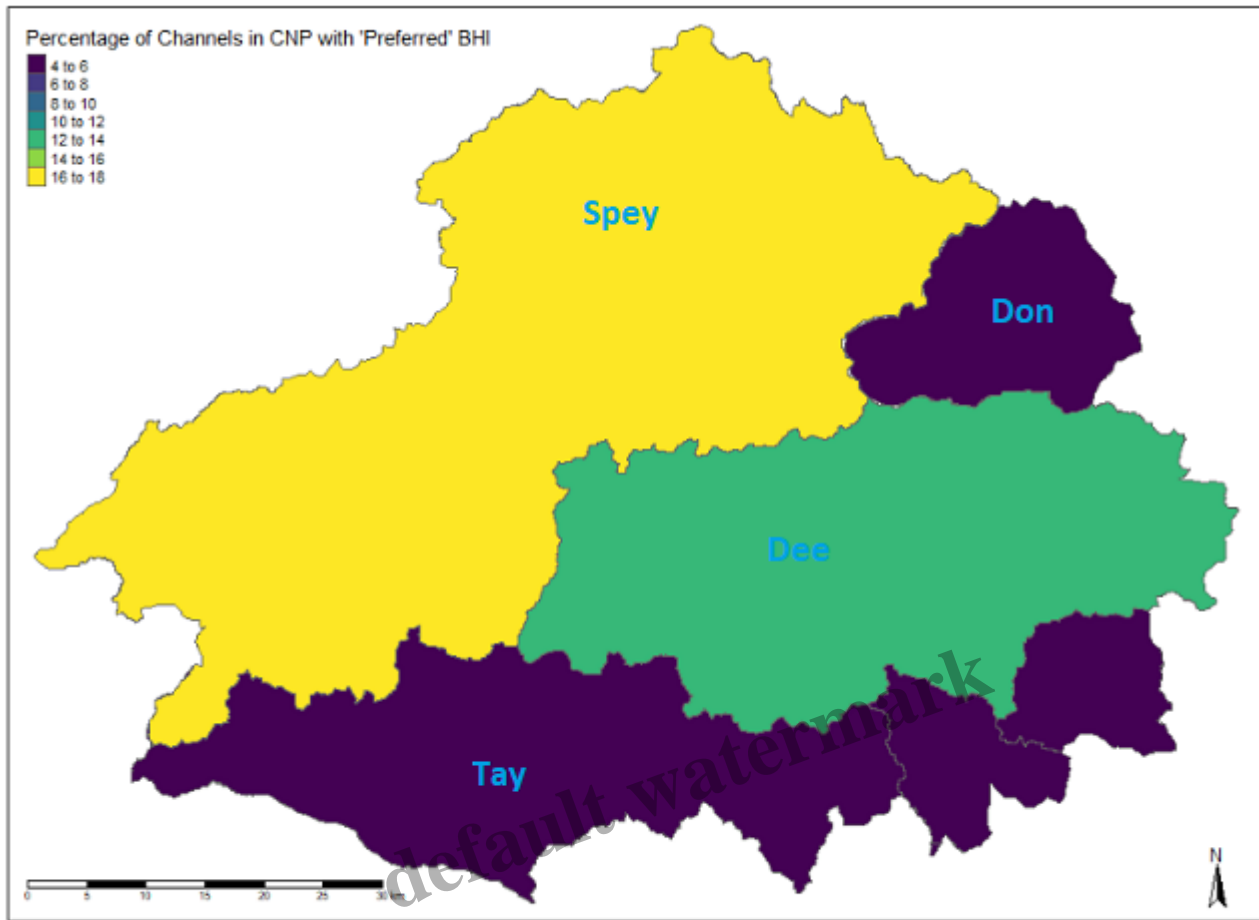 Percentage of Channels in CNP with 'Preferred' BHI
4 to 6
6 to 8
8 to 10
10 to 12
12 to 14
14 to 16
16 to 18
Spey
Don
Dee
Tay
default watermark
N
0 5 10 15 20 25 30 km